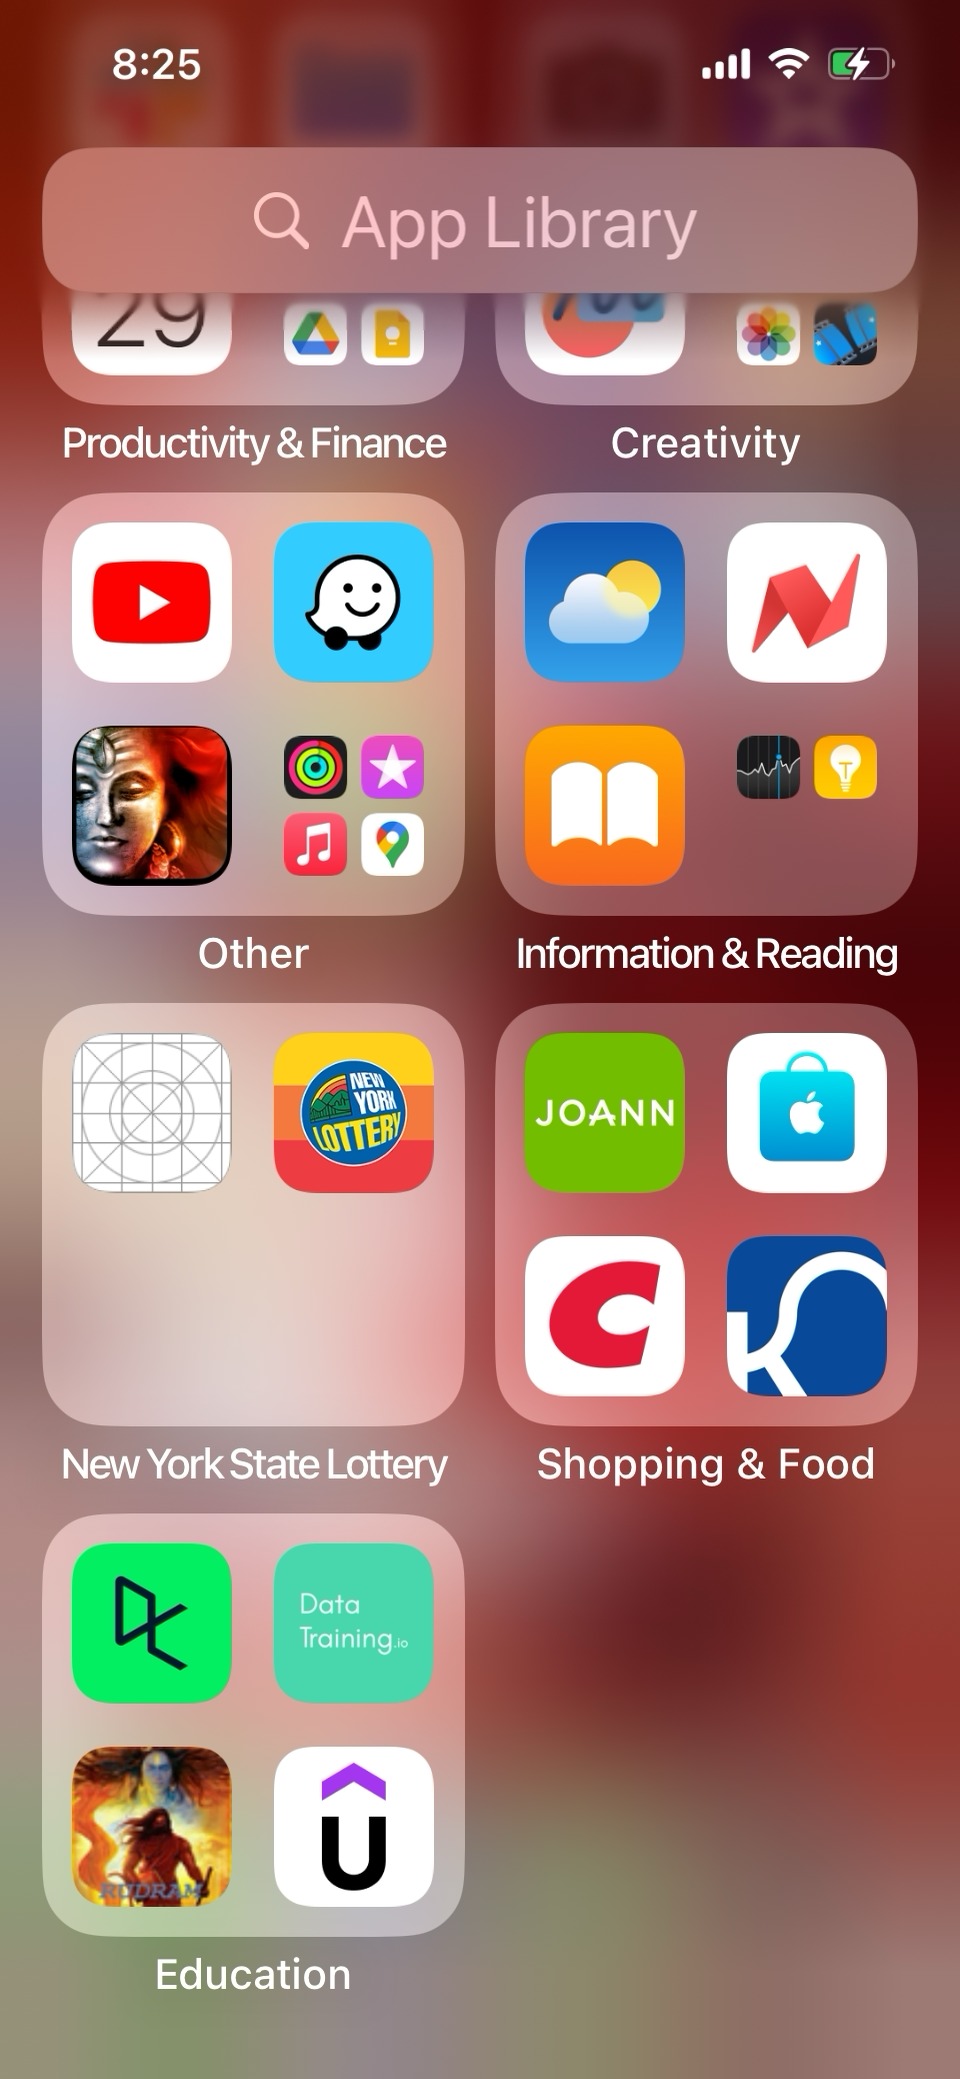 8:25
App Library
29
Productivity & Finance
Creativity
Other
Information & Reading
NEW
YORK
LOTTERY
JOANN
New York State Lottery
Shopping & Food
Data
Training.io
RUDRAM
Education